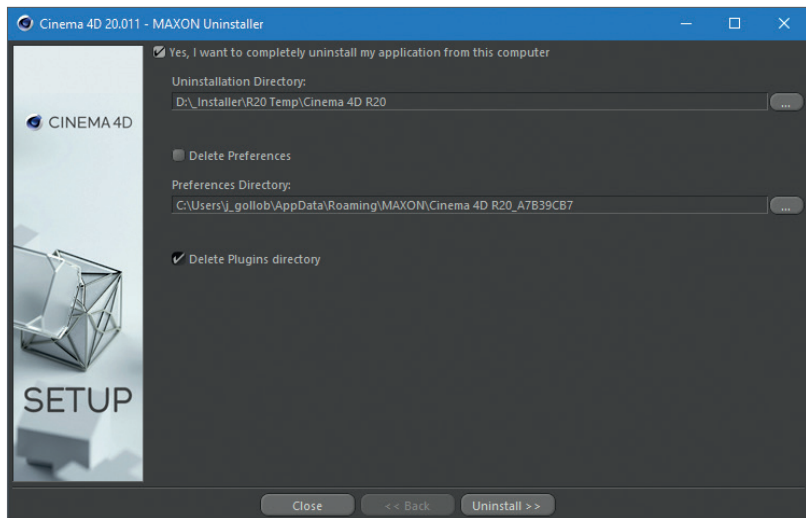 Cinema 4D 20.011 - MAXON Uninstaller
Yes, I want to completely uninstall my application from this computer
Uninstallation Directory:
D:\_Installer\R20 Temp\Cinema 4D R20
...
CINEMA 4D
Delete Preferences
Preferences Directory:
C:\Users\j_gollob\AppData\Roaming\MAXON\Cinema 4D R20_A7B39CB7
...
Delete Plugins directory
SETUP
Close
<< Back
Uninstall >>